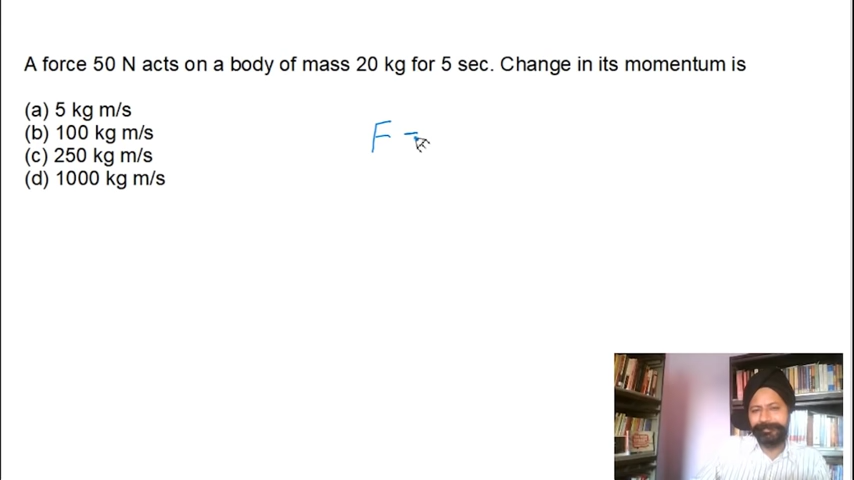 A force 50 N acts on a body of mass 20 kg for 5 sec. Change in its momentum is
(a) 5 kg m/s
(b) 100 kg m/s
F =
(c) 250 kg m/s
(d) 1000 kg m/s